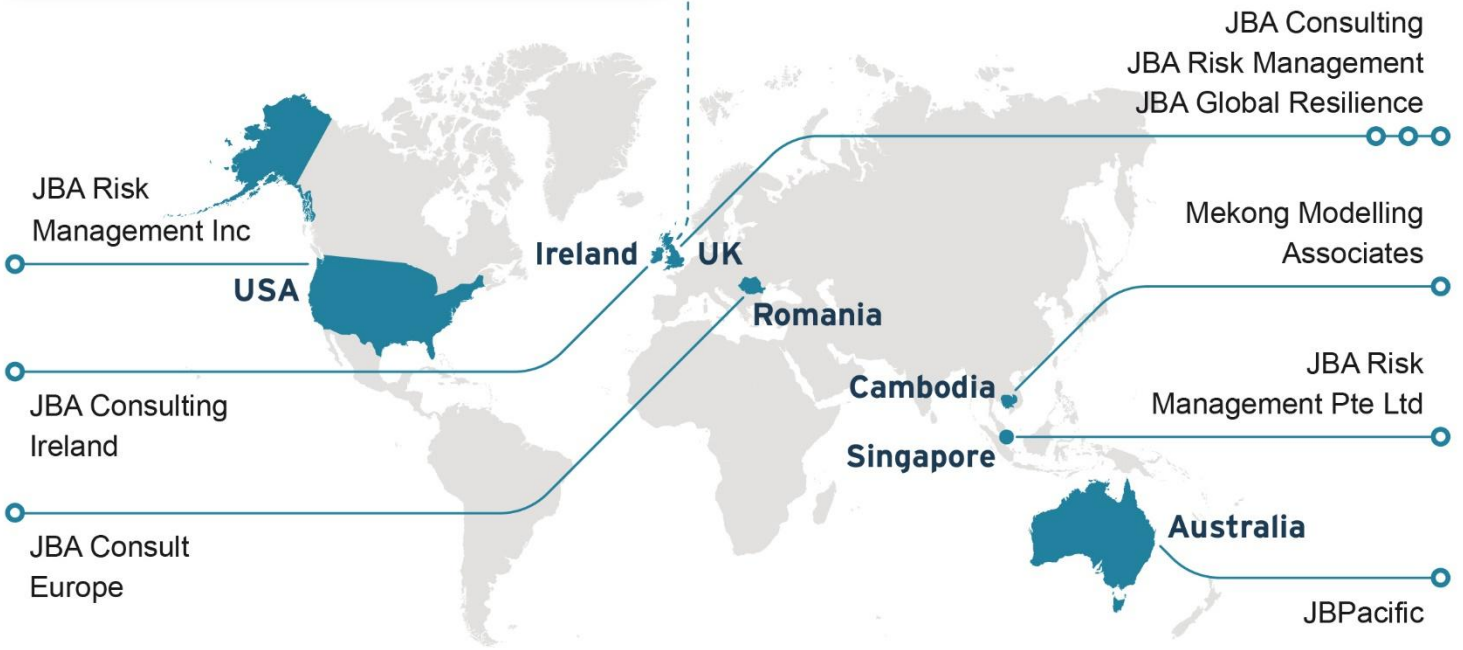 JBA Consulting
JBA Risk Management
JBA Global Resilience
JBA Risk
Management Inc
USA
Ireland
UK
Romania
Mekong Modelling
Associates
Cambodia
JBA Risk
Management Pte Ltd
Singapore
JBA Consulting
Ireland
JBA Consult
Europe
Australia
JBPacific